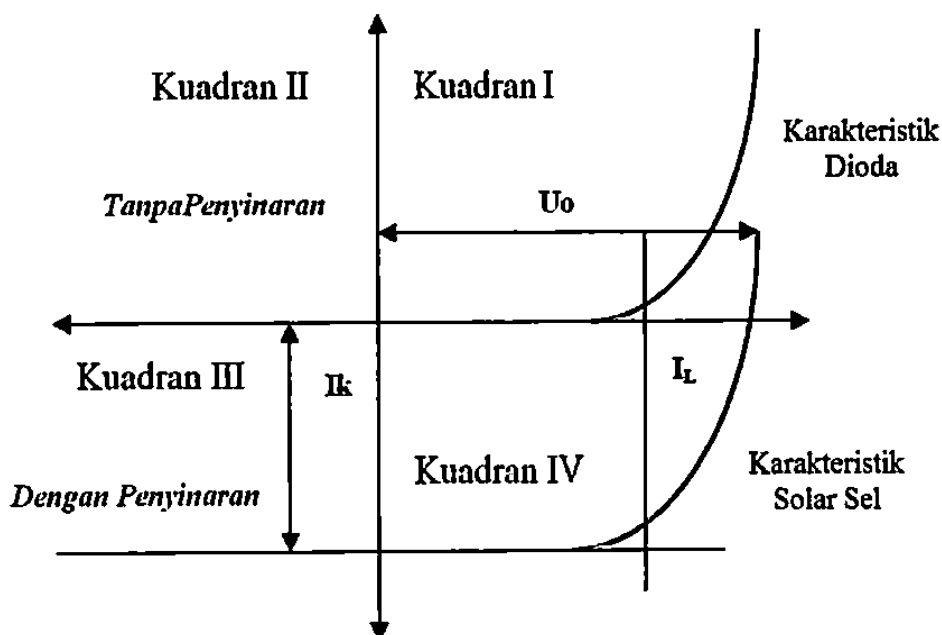 Kuadran II
Kuadran I
Karakteristik
Dioda
TanpaPenyinaran
Uo
Kuadran III
Ik
IL
Kuadran IV
Karakteristik
Solar Sel
Dengan Penyinaran